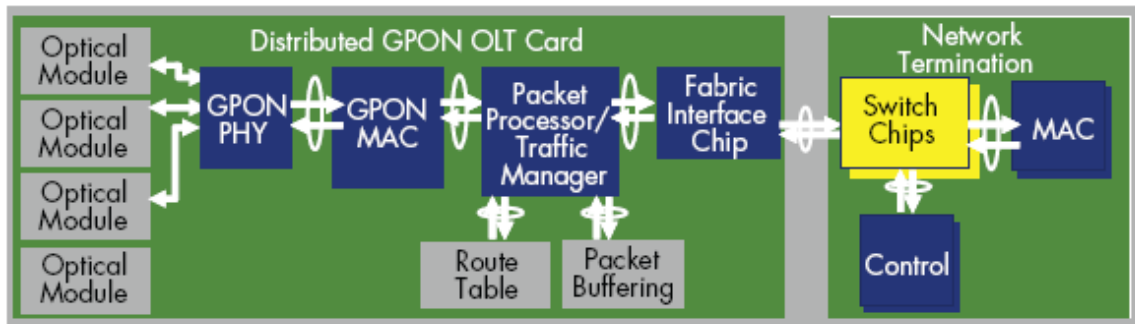 Distributed GPON OLT Card
Optical
Module
Optical
Module
Optical
Module
Optical
Module
GPON
PHY
GPON
MAC
Packet
Processor/
Traffic
Manager
Fabric
Interface
Chip
Route
Table
Packet
Buffering
Network
Termination
Switch
Chips
MAC
Control